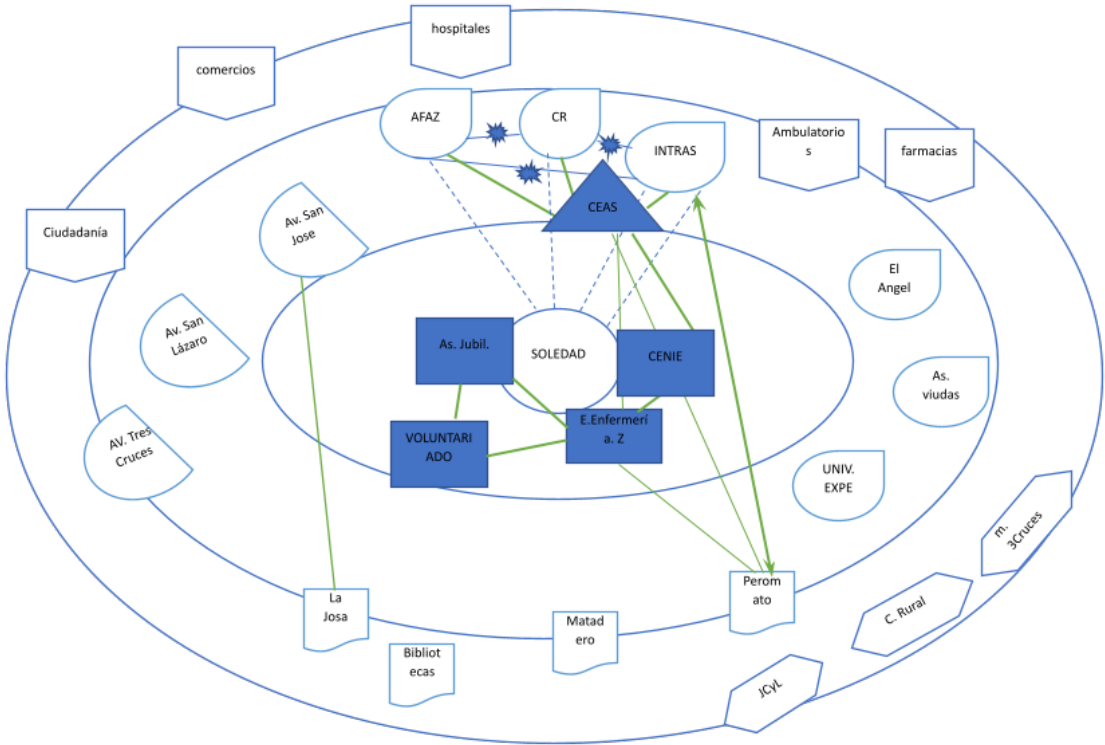 hospitales
comercios
AFAZ
CR
INTRAS
Ambulatorio
s
farmacias
CEAS
Ciudadanía
Av. San
Jose
El
Angel
Av. San
Lázaro
As. Jubil.
SOLEDAD
CENIE
As.
viudas
AV. Tres
Cruces
VOLUNTARI
ADO
E.Enfermerí
a. Z
UNIV.
EXPE
m.
3Cruces
La
Josa
Matad
ero
Perom
ato
C. Rural
Bibliot
ecas
JCyL